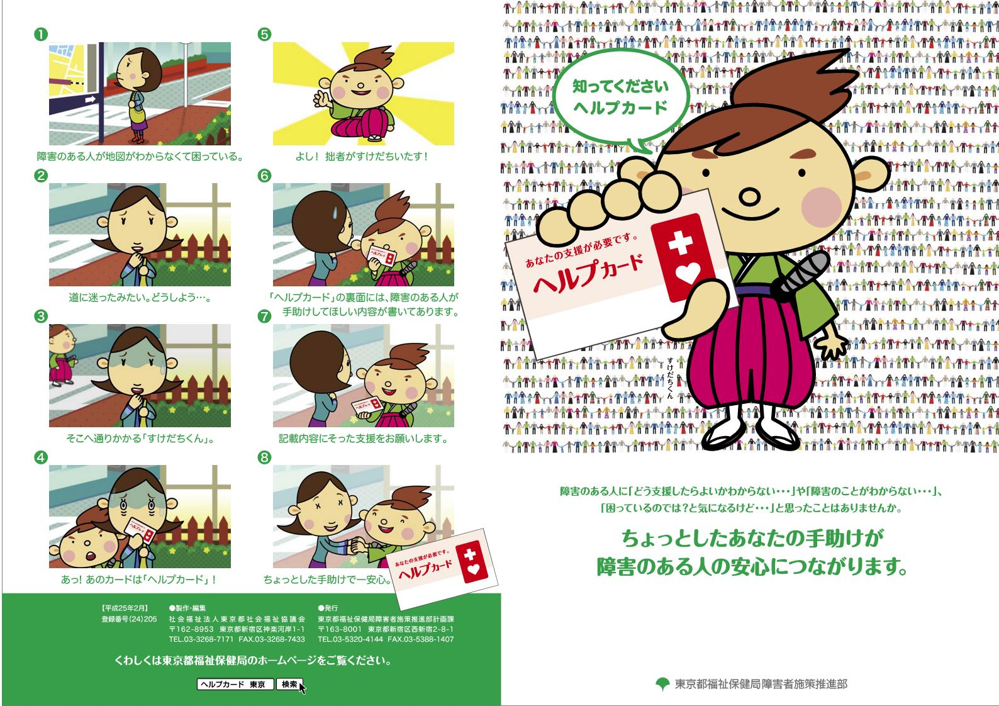 1
障害のある人が地図がわからなくて困っている。
2
道に迷ったみたい。どうしよう…。
3
そこへ通りかかる「すけだちくん」。
4
あっ！あのカードは「ヘルプカード」！
5
よし！ 拙者がすけだちいたす！
6
「ヘルプカード」の裏面には、障害のある人が
手助けしてほしい内容が書いてあります。
7
記載内容にそった支援をお願いします。
8
ちょっとした手助けで一安心。
あなたの支援が必要です。
ヘルプカード
【平成25年2月】
登録番号(24)205
●製作・編集
社会福祉法人東京都社会福祉協議会
〒162-8953 東京都新宿区神楽河岸1-1
TEL.03-3268-7171 FAX.03-3268-7433
●発行
東京都福祉保健局障害者施策推進部計画課
〒163-8001 東京都新宿区西新宿2-8-1
TEL.03-5320-4144 FAX.03-5388-1407
くわしくは東京都福祉保健局のホームページをご覧ください。
ヘルプカード 東京
検索
知ってください
ヘルプカード
あなたの支援が必要です。
ヘルプカード
すけだちくん
障害のある人に「どう支援したらよいかわからない・・・」や「障害のことがわからない・・・」、
「困っているのでは？と気になるけど・・・」と思ったことはありませんか。
ちょっとしたあなたの手助けが
障害のある人の安心につながります。
東京都福祉保健局障害者施策推進部